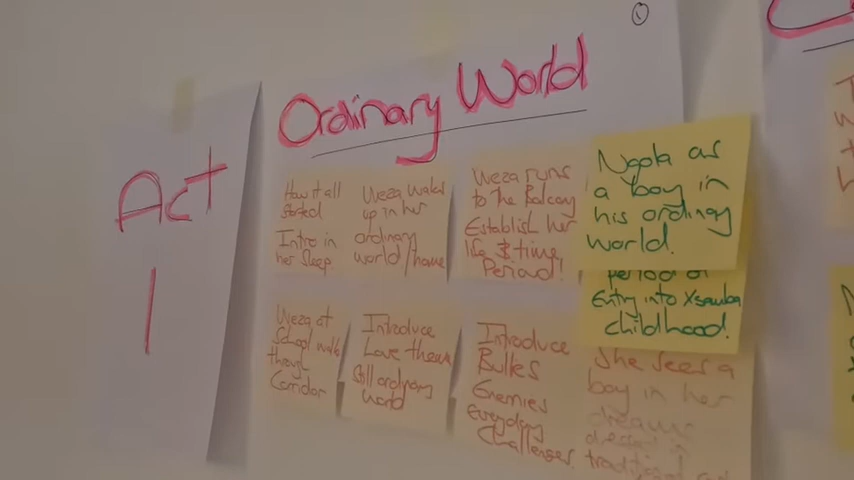 1
Ordinary World
Act
1
How it all
started
Intro in
her sleep
Weza wakes
up in her
ordinary
world/home
Weza runs
to the Balcony
Establish her
life & time
Period!
as
a boy in
his ordinary
world.
period of
Entry into
childhood.
Weza at
School walks
through
Corridor
Introduce
Love theme
Still ordinary
world
Introduce
Bullies
Enemies
Everyday
Challenges
She sees a
boy in her
dreams
dressed in
traditional